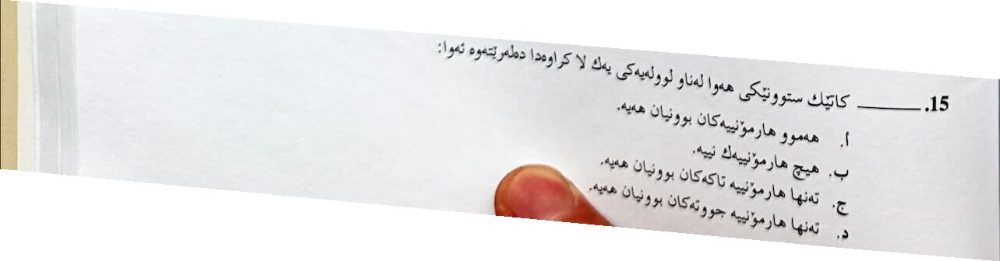 15. ______ کاتێك ستوونێکی هەوا لەناو لوولەیەکی یەك لا کراوەدا دەلەرێتەوە ئەوا:
أ. هەموو هارمۆنییەکان بوونیان هەیە.
ب. هیچ هارمۆنییەك نییە.
ج. تەنها هارمۆنییە تاکەکان بوونیان هەیە.
د. تەنها هارمۆنییە جووتەکان بوونیان هەیە.